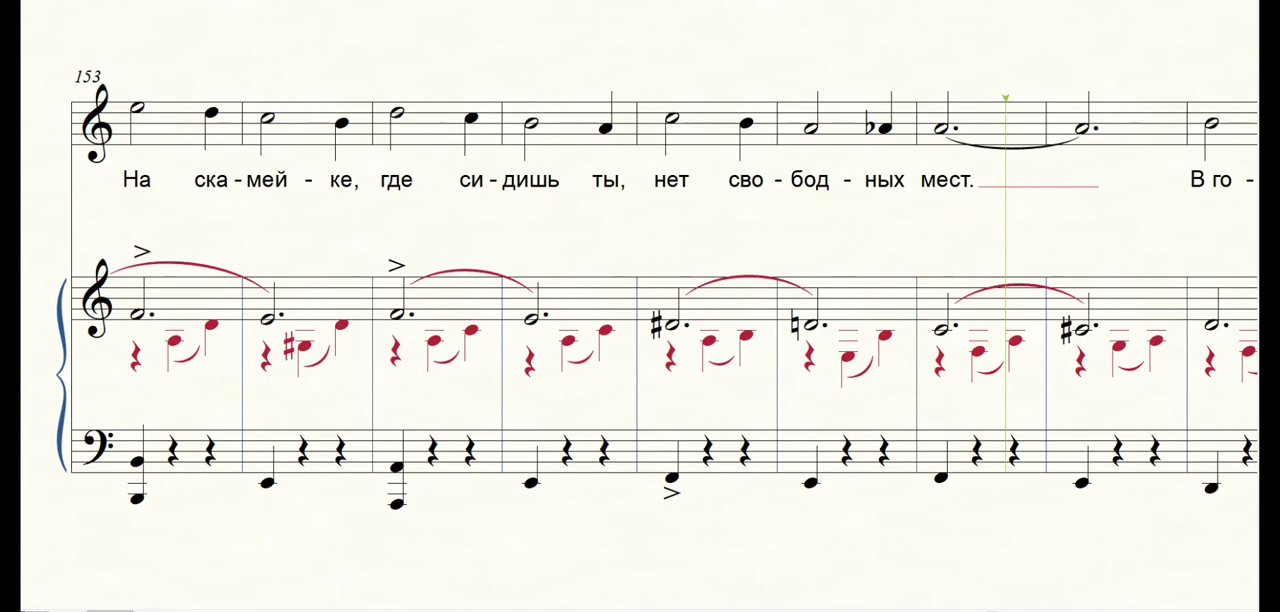 153
На ска - мей - ке, где си - дишь ты, нет сво - бод - ных мест. В го -